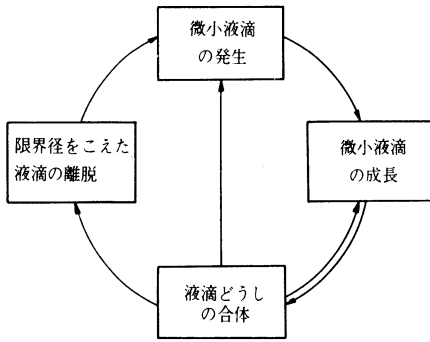 微小液滴
の発生
限界径をこえた
液滴の離脱
微小液滴
の成長
液滴どうし
の合体